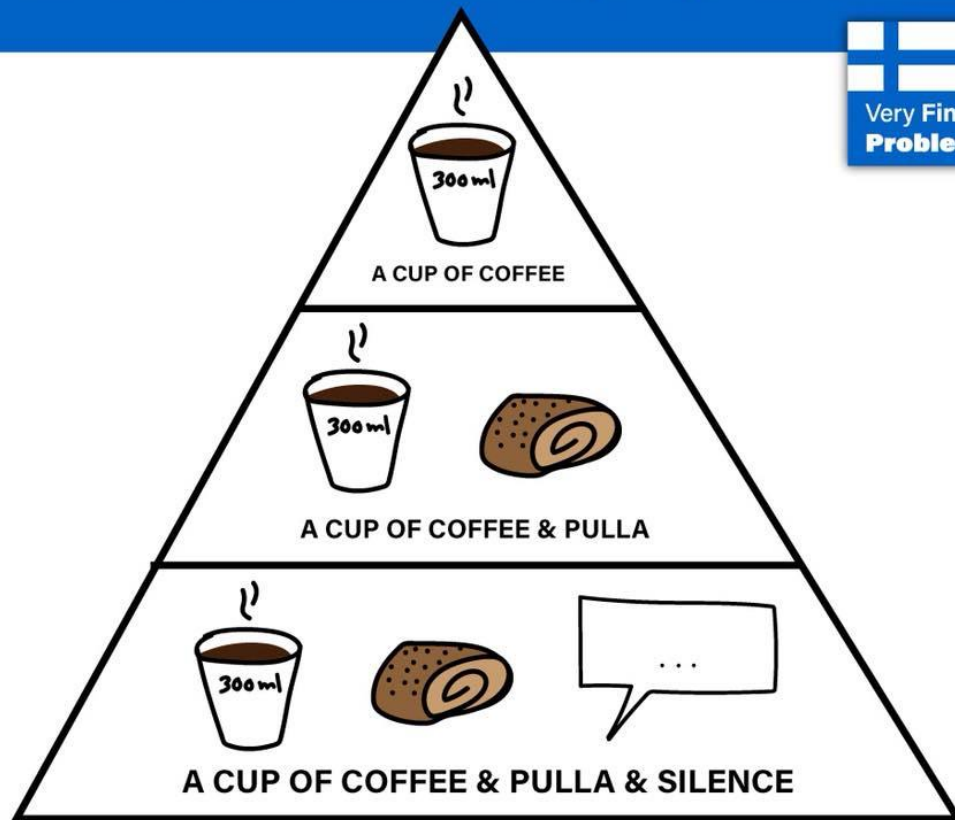 Very Fin
Proble
300ml
A CUP OF COFFEE
300ml
A CUP OF COFFEE & PULLA
300ml
...
A CUP OF COFFEE & PULLA & SILENCE